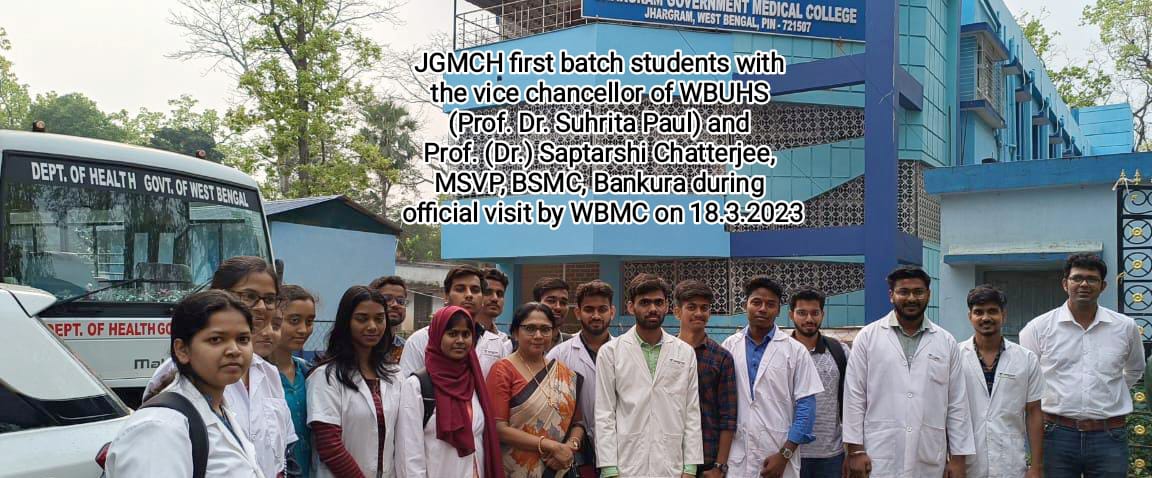 GOVERNMENT MEDICAL COLLEGE
JHARGRAM, WEST BENGAL, PIN - 721507
JGMCH first batch students with
the vice chancellor of WBUHS
(Prof. Dr. Suhrita Paul) and
Prof. (Dr.) Saptarshi Chatterjee,
MSVP, BSMC, Bankura during
official visit by WBMC on 18.3.2023
DEPT. OF HEALTH GOVT. OF WEST BENGAL
DEPT. OF HEALTH GO